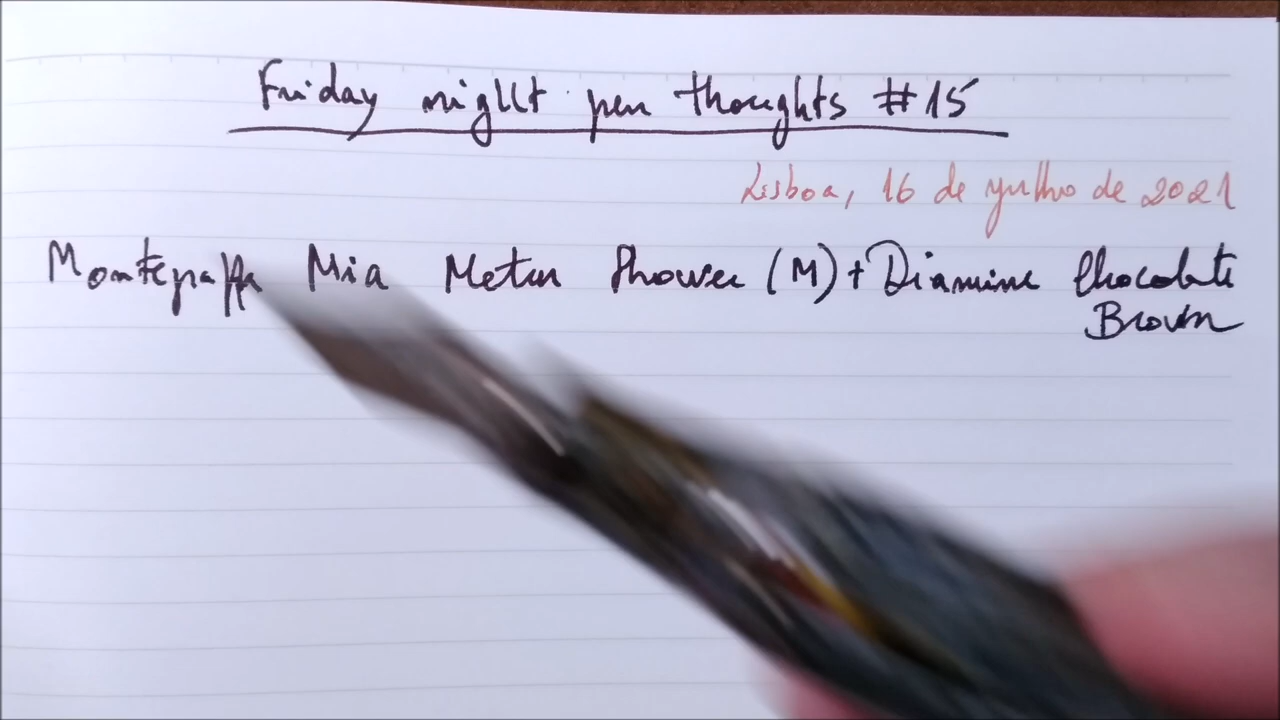 Friday night pen thoughts #15
Lisboa, 16 de julho de 2021
Montegrappa Mia Meteor Shower (M) + Diamine Chocolate
Brown